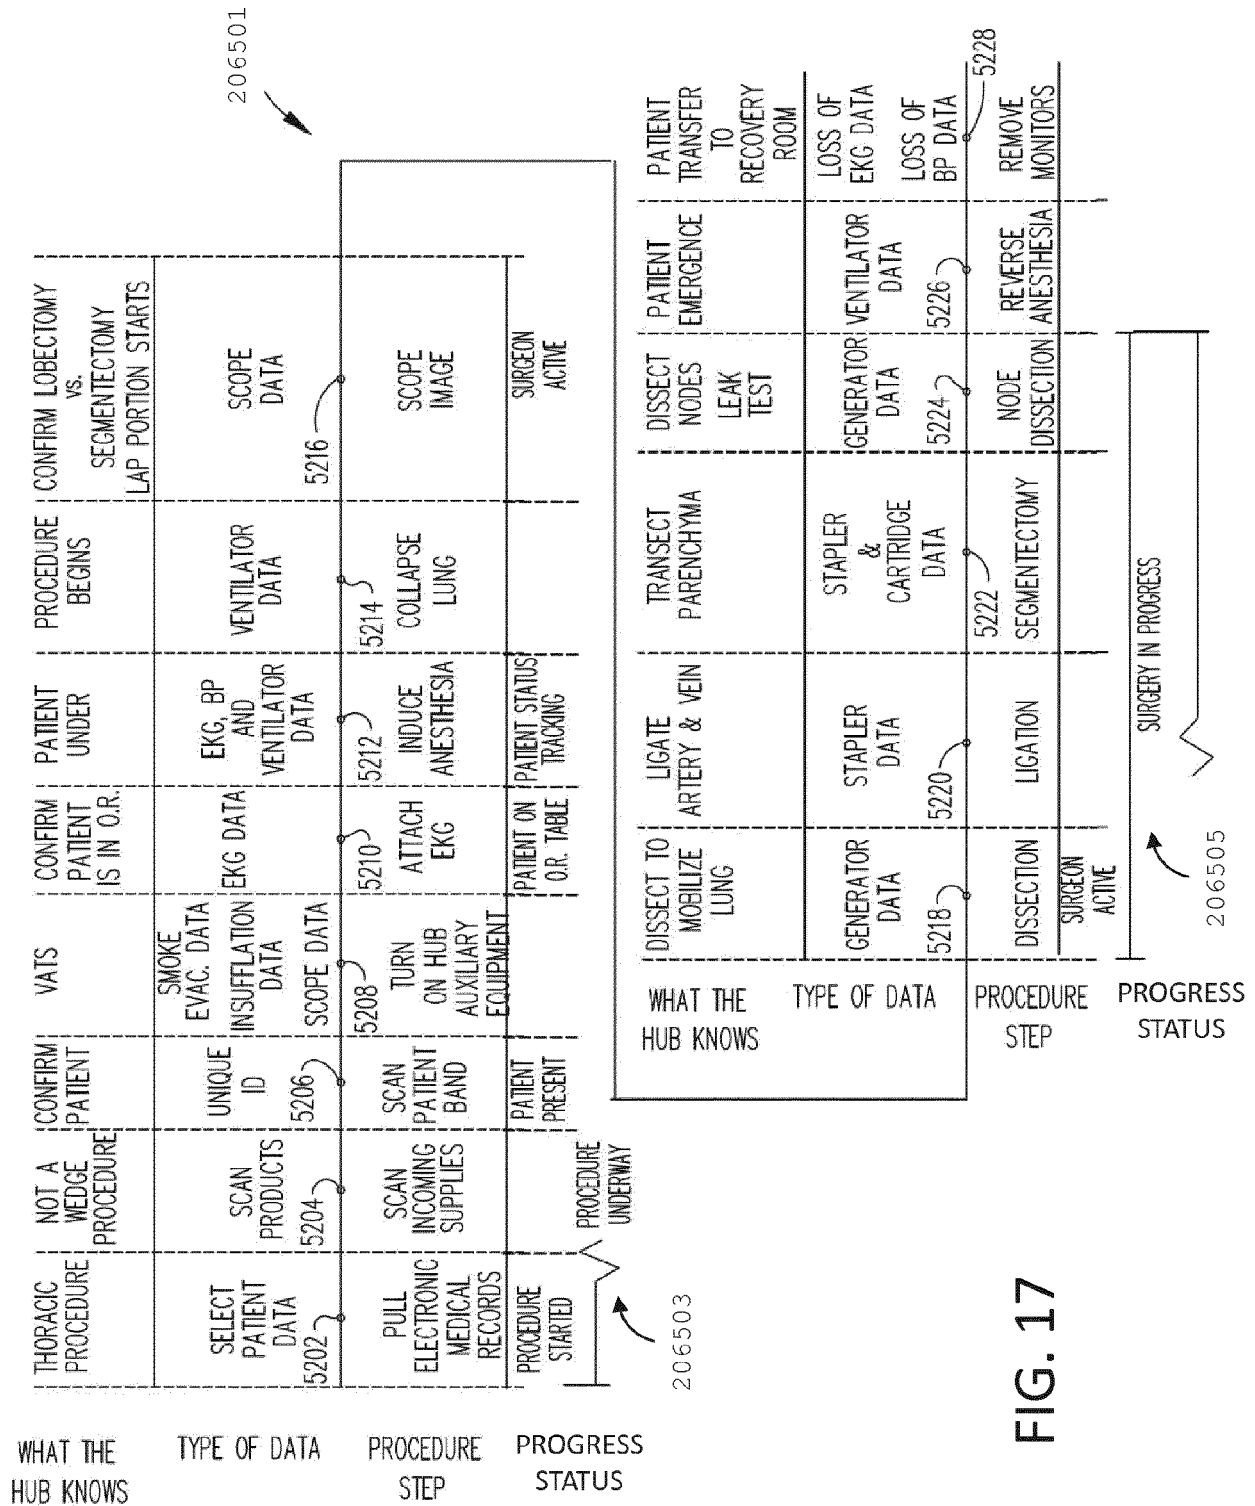 206501
WHAT THE
HUB KNOWS
THORACIC
PROCEDURE
NOT A
WEDGE
PROCEDURE
CONFIRM
PATIENT
VATS
CONFIRM
PATIENT
IS IN O.R.
PATIENT
UNDER
PROCEDURE
BEGINS
CONFIRM LOBECTOMY
vs.
SEGMENTECTOMY
LAP PORTION STARTS
TYPE OF DATA
SELECT
PATIENT
DATA
5202
SCAN
PRODUCTS
5204
UNIQUE
ID
5206
SMOKE
EVAC. DATA
INSUFFLATION
DATA
SCOPE DATA
5208
EKG DATA
5210
EKG, BP
AND
VENTILATOR
DATA
5212
VENTILATOR
DATA
5214
SCOPE
DATA
5216
PROCEDURE
STEP
PULL
ELECTRONIC
MEDICAL
RECORDS
SCAN
INCOMING
SUPPLIES
SCAN
PATIENT
BAND
TURN
ON HUB
AUXILIARY
EQUIPMENT
ATTACH
EKG
INDUCE
ANESTHESIA
COLLAPSE
LUNG
SCOPE
IMAGE
PROGRESS
STATUS
PROCEDURE
STARTED
PATIENT
PRESENT
PATIENT ON
O.R. TABLE
PATIENT STATUS
TRACKING
SURGEON
ACTIVE
PROCEDURE
UNDERWAY
206503
WHAT THE
HUB KNOWS
DISSECT TO
MOBILIZE
LUNG
LIGATE
ARTERY & VEIN
TRANSECT
PARENCHYMA
DISSECT
NODES
LEAK
TEST
PATIENT
EMERGENCE
PATIENT
TRANSFER
TO
RECOVERY
ROOM
TYPE OF DATA
GENERATOR
DATA
5218
STAPLER
DATA
5220
STAPLER
&
CARTRIDGE
DATA
5222
GENERATOR
DATA
5224
VENTILATOR
DATA
5226
LOSS OF
EKG DATA
LOSS OF
BP DATA
5228
PROCEDURE
STEP
DISSECTION
LIGATION
SEGMENTECTOMY
NODE
DISSECTION
REVERSE
ANESTHESIA
REMOVE
MONITORS
PROGRESS
STATUS
SURGEON
ACTIVE
SURGERY IN PROGRESS
206505
FIG. 17